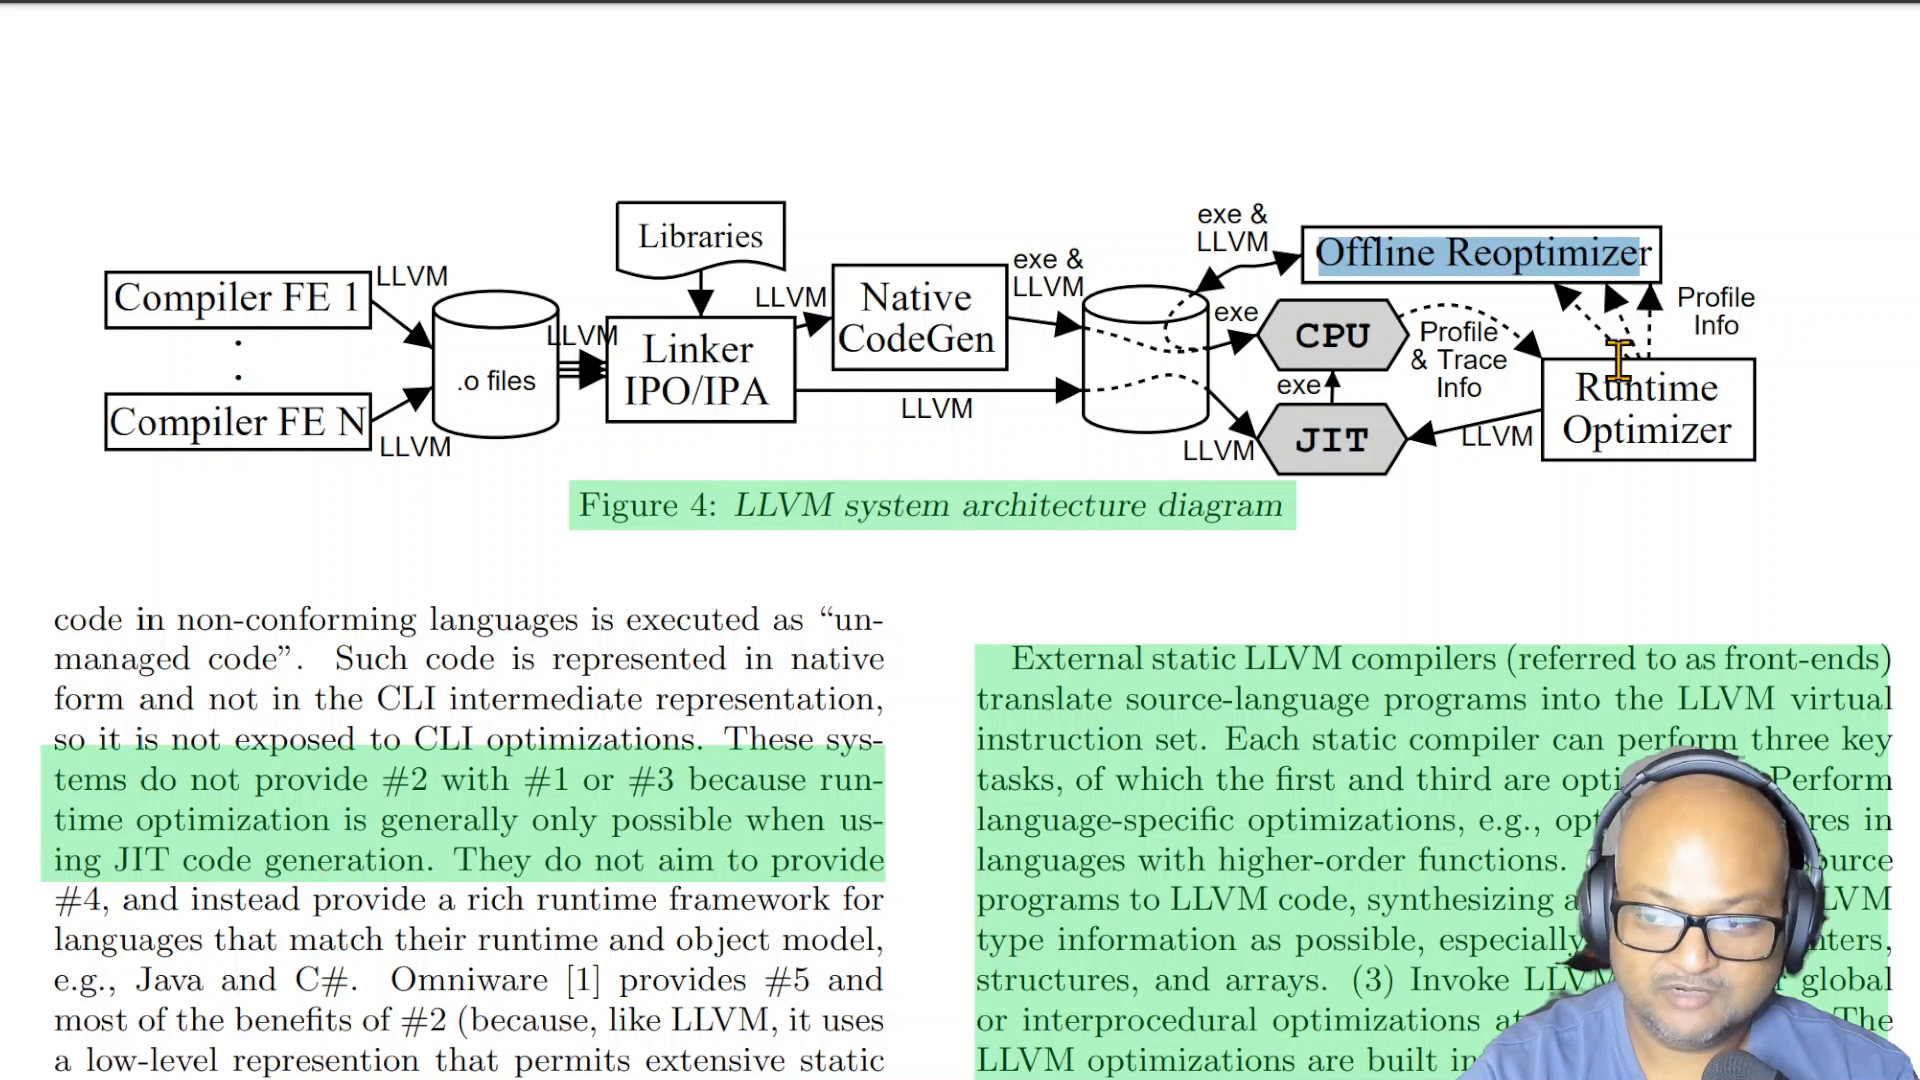 Compiler FE 1
Compiler FE N
LLVM
LLVM
.o files
LLVM
Libraries
Linker
IPO/IPA
LLVM
Native
CodeGen
LLVM
exe &
LLVM
exe &
LLVM
Offline Reoptimizer
exe
CPU
exe
JIT
LLVM
Profile
& Trace
Info
Profile
Info
Runtime
Optimizer
LLVM
Figure 4: LLVM system architecture diagram
code in non-conforming languages is executed as “un-
managed code”. Such code is represented in native
form and not in the CLI intermediate representation,
so it is not exposed to CLI optimizations. These sys-
tems do not provide #2 with #1 or #3 because run-
time optimization is generally only possible when us-
ing JIT code generation. They do not aim to provide
#4, and instead provide a rich runtime framework for
languages that match their runtime and object model,
e.g., Java and C#. Omniware [1] provides #5 and
most of the benefits of #2 (because, like LLVM, it uses
a low-level represention that permits extensive static
External static LLVM compilers (referred to as front-ends)
translate source-language programs into the LLVM virtual
instruction set. Each static compiler can perform three key
tasks, of which the first and third are Perform
language-specific optimizations, e.g., in
languages with higher-order functions.
programs to LLVM code, synthesizing
type information as possible, especially
structures, and arrays. (3) Invoke global
or interprocedural optimizations The
LLVM optimizations are built